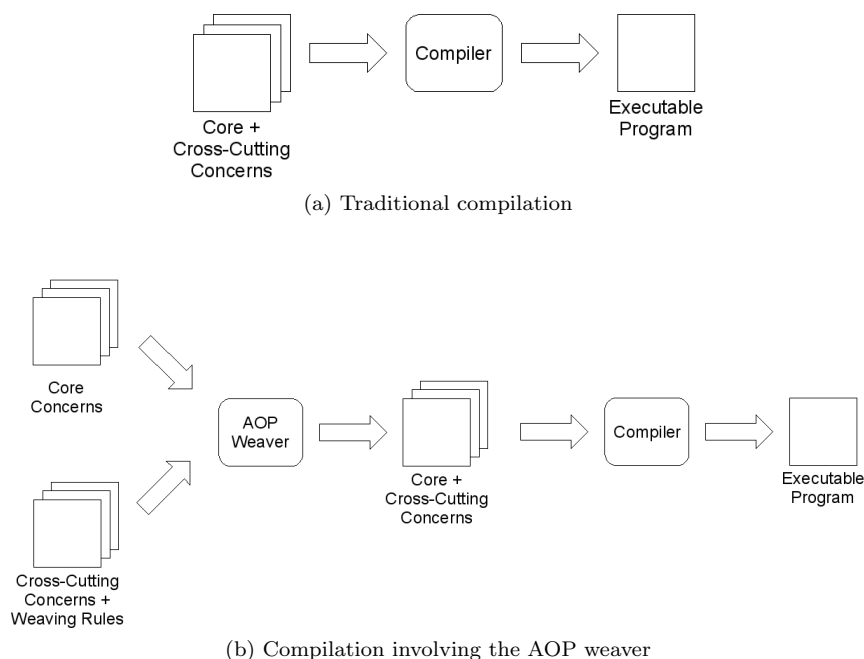 Compiler
Core +
Cross-Cutting
Concerns
Executable
Program
(a) Traditional compilation
Core
Concerns
AOP
Weaver
Core +
Cross-Cutting
Concerns
Compiler
Executable
Program
Cross-Cutting
Concerns +
Weaving Rules
(b) Compilation involving the AOP weaver